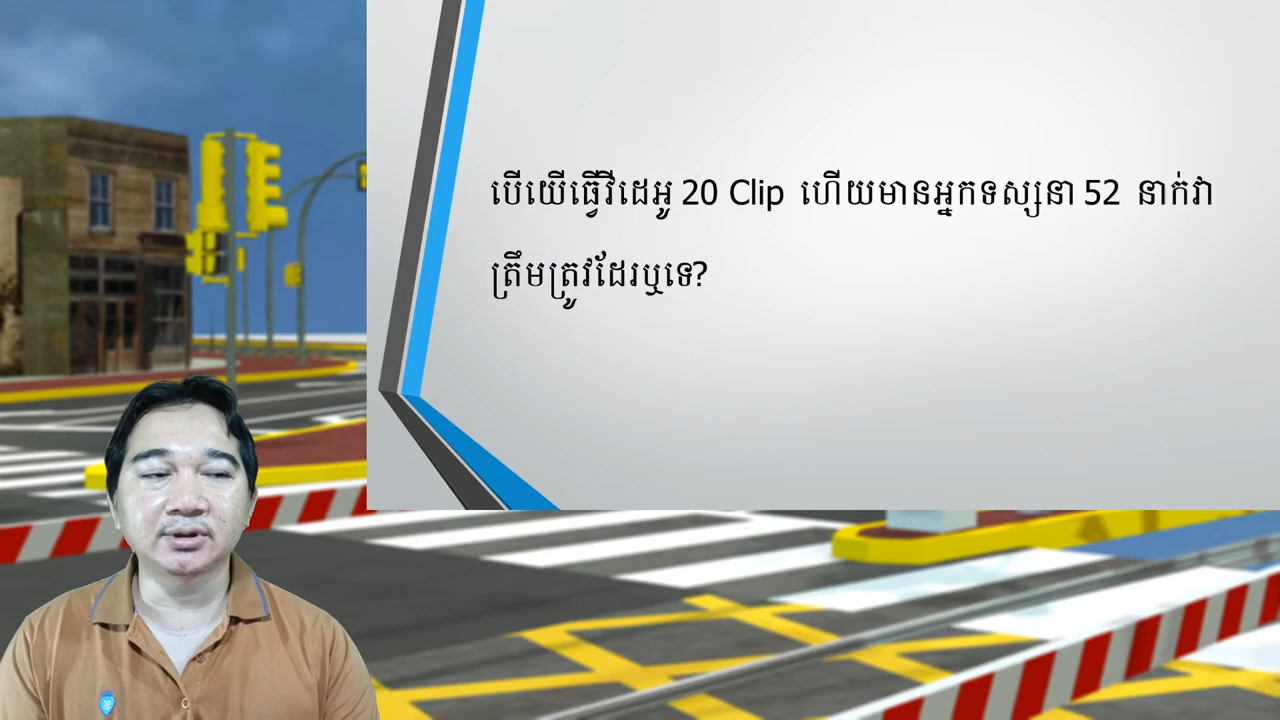 បើយើធ្វើវីដេអូ 20 Clip ហើយមានអ្នកទស្សនា 52 នាក់វា
ត្រឹមត្រូវដែរឬទេ?